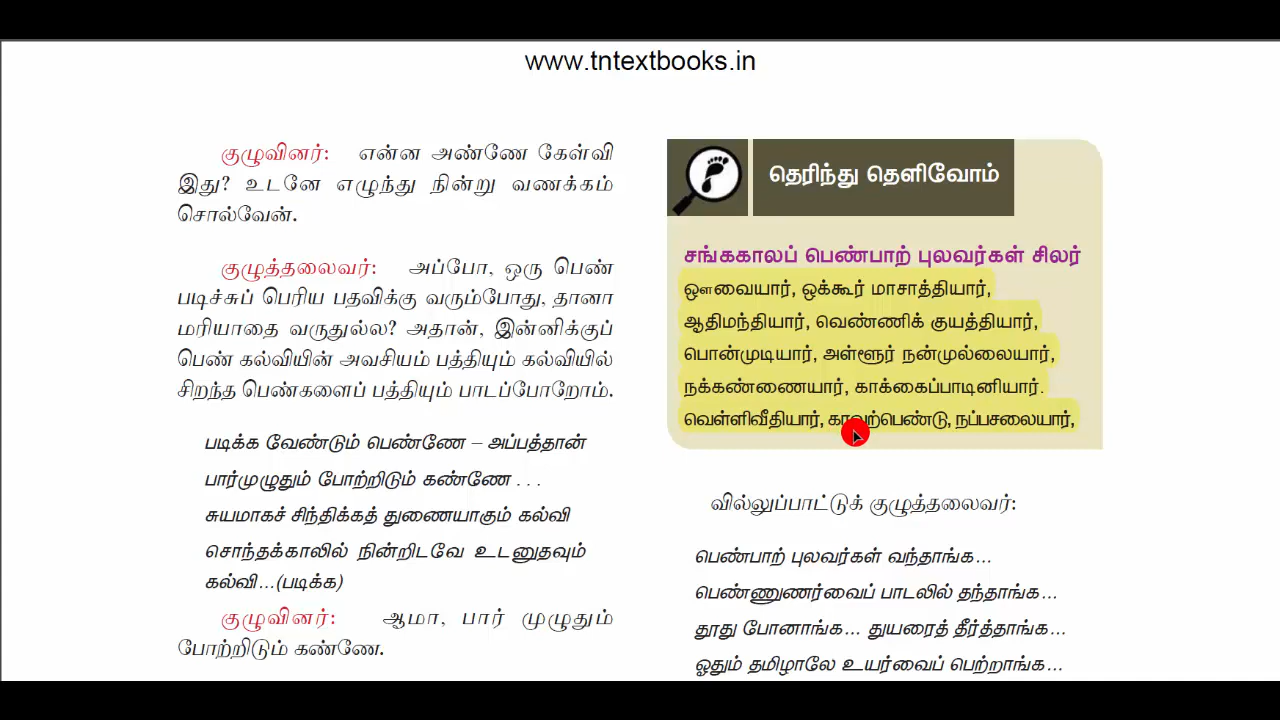 www.tntextbooks.in
குழுவினர்: என்ன அண்ணே கேள்வி
இது? உடனே எழுந்து நின்று வணக்கம்
சொல்வேன்.
குழுத்தலைவர்: அப்போ, ஒரு பெண்
படிச்சுப் பெரிய பதவிக்கு வரும்போது, தானா
மரியாதை வருதுல்ல? அதான், இன்னிக்குப்
பெண் கல்வியின் அவசியம் பத்தியும் கல்வியில்
சிறந்த பெண்களைப் பத்தியும் பாடப்போறோம்.
படிக்க வேண்டும் பெண்ணே – அப்பத்தான்
பார்முழுதும் போற்றிடும் கண்ணே . . .
சுயமாகச் சிந்திக்கத் துணையாகும் கல்வி
சொந்தக்காலில் நின்றிடவே உடனுதவும்
கல்வி...(படிக்க)
குழுவினர்: ஆமா, பார் முழுதும்
போற்றிடும் கண்ணே.
தெரிந்து தெளிவோம்
சங்ககாலப் பெண்பாற் புலவர்கள் சிலர்
ஔவையார், ஒக்கூர் மாசாத்தியார்,
ஆதிமந்தியார், வெண்ணிக் குயத்தியார்,
பொன்முடியார், அள்ளூர் நன்முல்லையார்,
நக்கண்ணையார், காக்கைப்பாடினியார்.
வெள்ளிவீதியார், காவற்பெண்டு, நப்பசலையார்,
வில்லுப்பாட்டுக் குழுத்தலைவர்:
பெண்பாற் புலவர்கள் வந்தாங்க...
பெண்ணுணர்வைப் பாடலில் தந்தாங்க...
தூது போனாங்க... துயரைத் தீர்த்தாங்க...
ஓதும் தமிழாலே உயர்வைப் பெற்றாங்க...